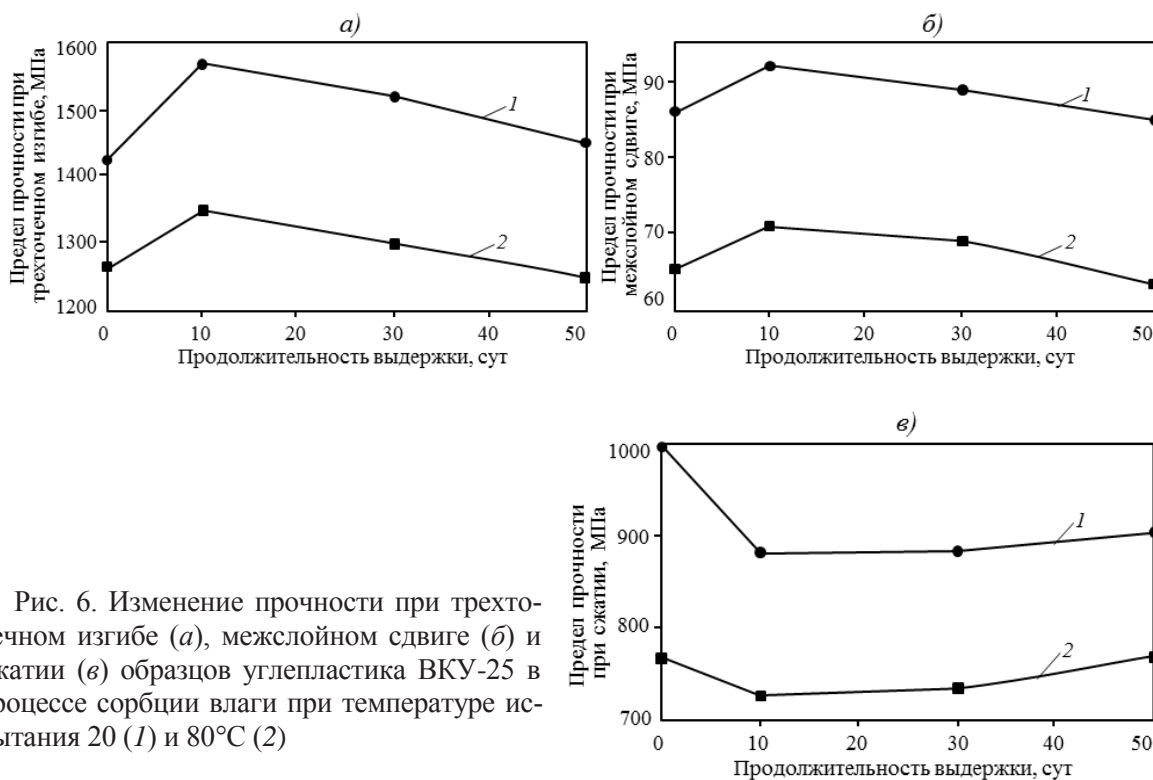 а)
Предел прочности при
трехточечном изгибе, МПа
1600
1500
1400
1300
1200
1
2
0 10 20 30 40 50
Продолжительность выдержки, сут
б)
Предел прочности при
межслойном сдвиге, МПа
90
80
70
60
1
2
0 10 20 30 40 50
Продолжительность выдержки, сут
в)
Предел прочности
при сжатии, МПа
1000
900
800
700
1
2
0 10 20 30 40 50
Продолжительность выдержки, сут
Рис. 6. Изменение прочности при трехто-
ечном изгибе (а), межслойном сдвиге (б) и
жатии (в) образцов углепластика ВКУ-25 в
роцессе сорбции влаги при температуре ис-
ытания 20 (1) и 80°С (2)